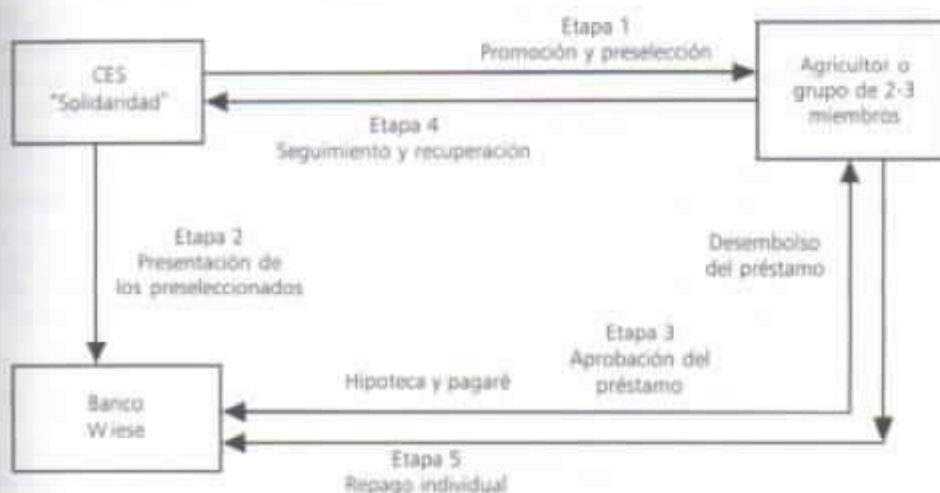 Etapa 1
Promoción y preselección
CES
"Solidaridad"
Agricultor o
grupo de 2-3
miembros
Etapa 4
Seguimiento y recuperación
Etapa 2
Presentación de
los preseleccionados
Desembolso
del préstamo
Etapa 3
Aprobación del
préstamo
Hipoteca y pagaré
Banco
Wiese
Etapa 5
Repago individual